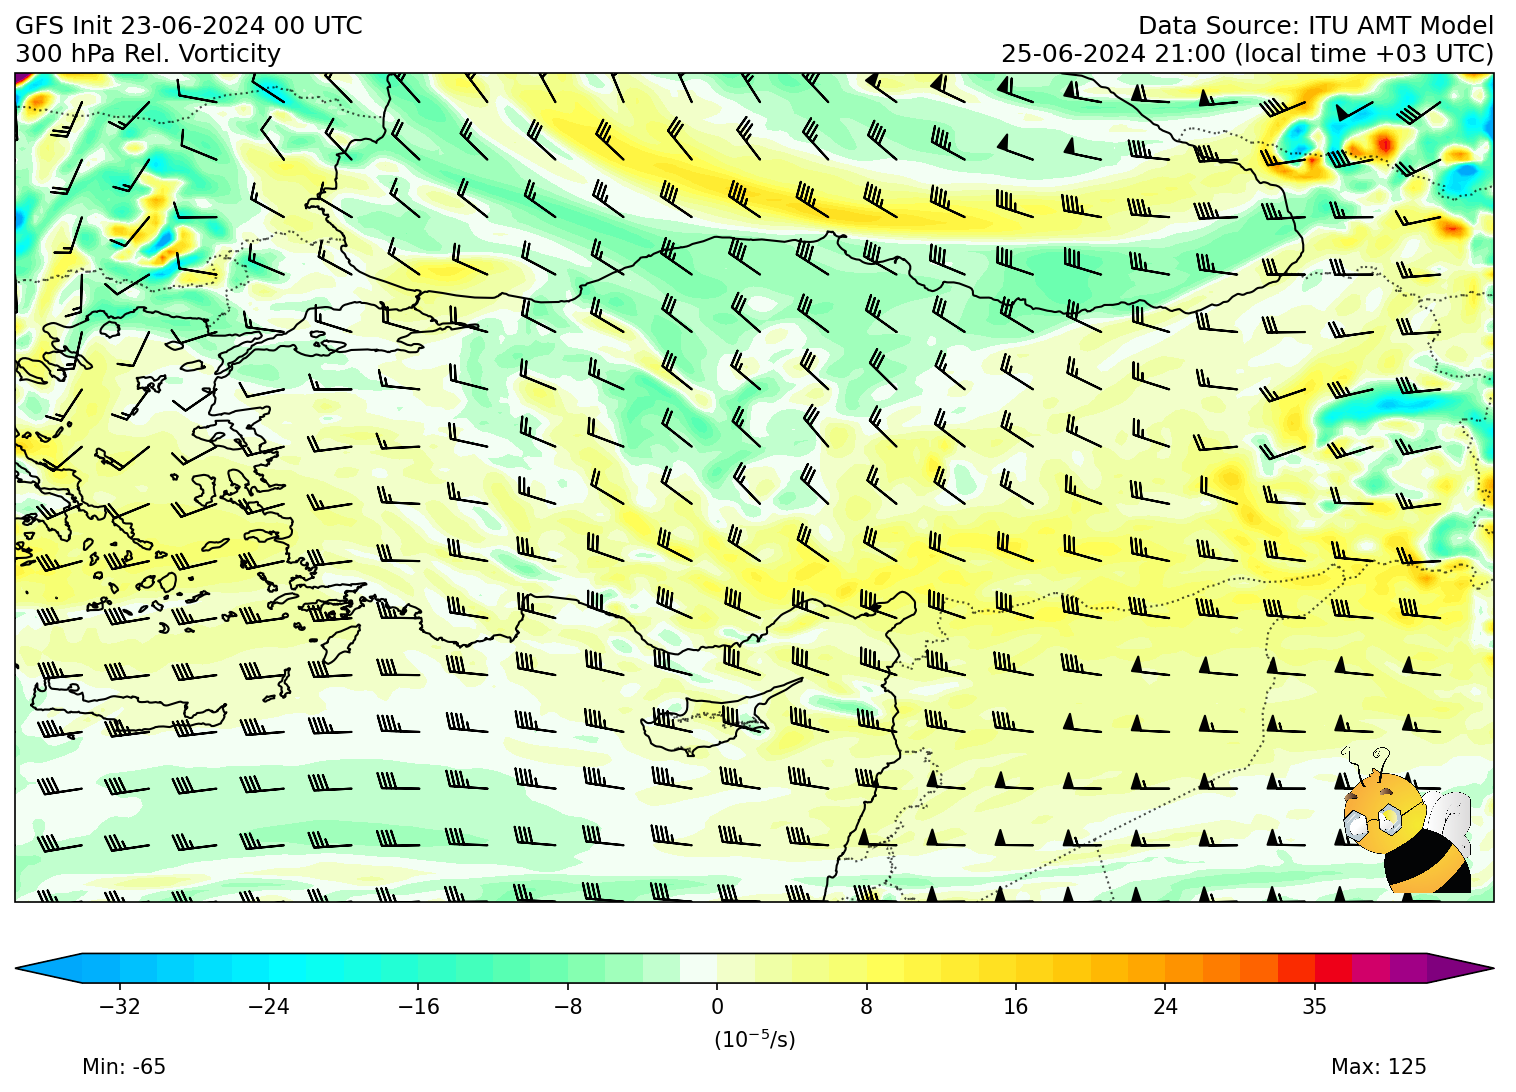 GFS Init 23-06-2024 00 UTC
Data Source: ITU AMT Model
300 hPa Rel. Vorticity
25-06-2024 21:00 (local time +03 UTC)
−32 −24 −16 −8 0 8 16 24 35
(10⁻⁵/s)
Min: -65
Max: 125